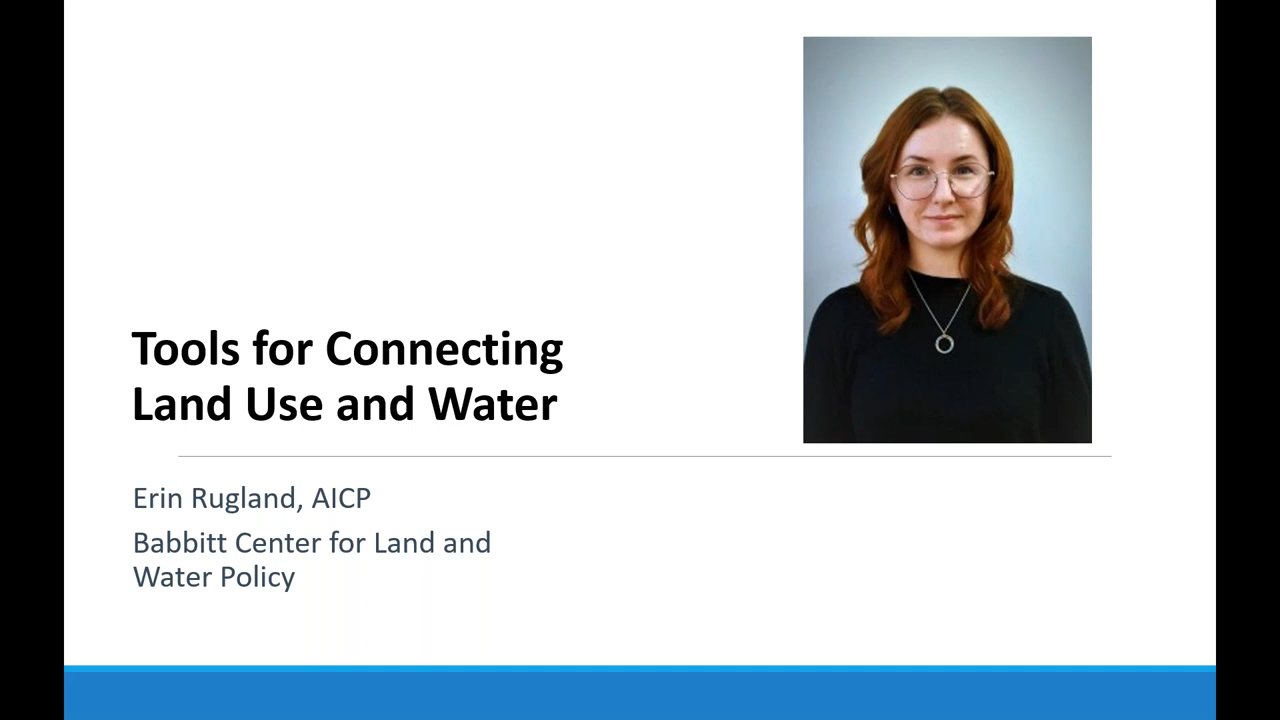 Tools for Connecting
Land Use and Water
Erin Rugland, AICP
Babbitt Center for Land and
Water Policy